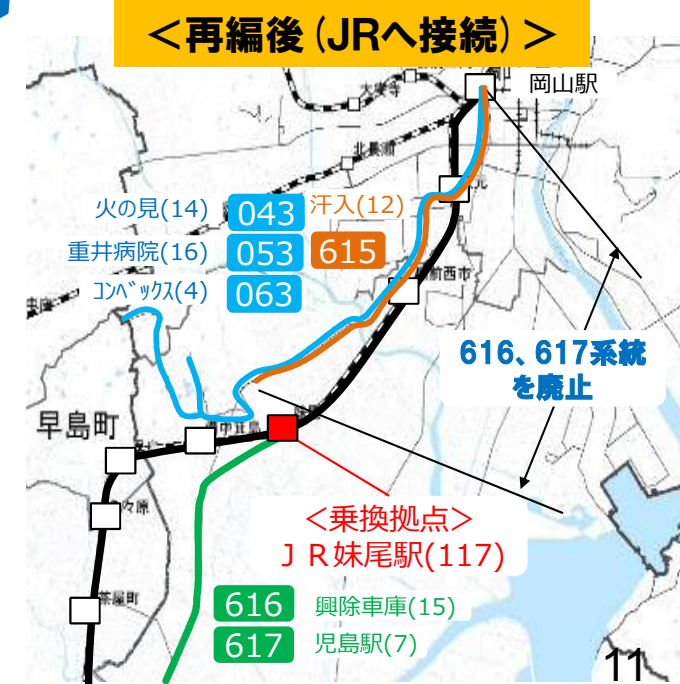 ＜再編後(JRへ接続)＞
岡山駅
大安寺
北長瀬
火の見(14) 043 汗入(12)
重井病院(16) 053 615
ｺﾝﾍﾞｯｸｽ(4) 063
前西市
616、617系統
を廃止
早島町
備中箕島
＜乗換拠点＞
ＪＲ妹尾駅(117)
茶屋町
616 興除車庫(15)
617 児島駅(7)
11